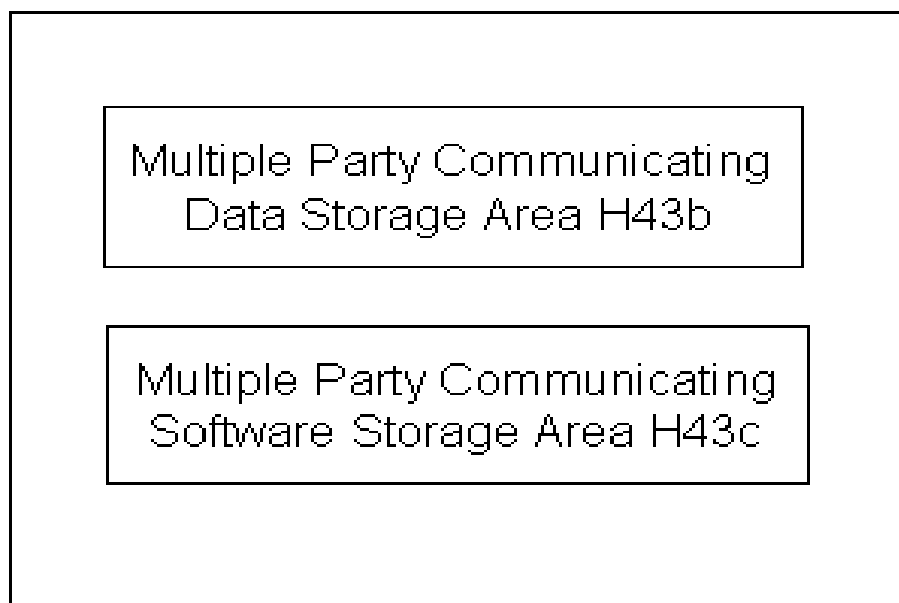 Multiple Party Communicating
Data Storage Area H43b
Multiple Party Communicating
Software Storage Area H43c